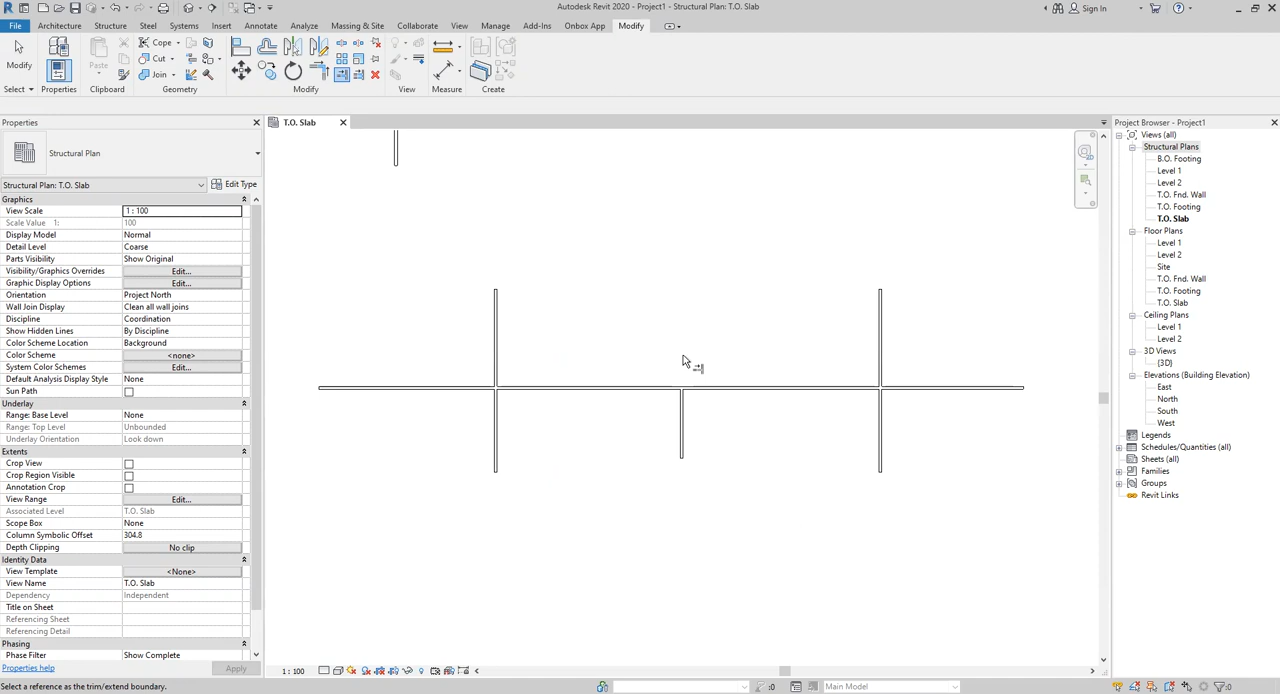 Autodesk Revit 2020 - Project1 - Structural Plan: T.O. Slab
Sign In
File Architecture Structure Steel Systems Insert Annotate Analyze Massing & Site Collaborate View Manage Add-Ins Onbox App Modify
Modify
Paste
Cope
Cut
Join
Select Properties Clipboard Geometry Modify View Measure Create
Properties
T.O. Slab
Project Browser - Project1
Structural Plan
Structural Plan: T.O. Slab
Edit Type
Graphics
View Scale 1 : 100
Scale Value 1: 100
Display Model Normal
Detail Level Coarse
Parts Visibility Show Original
Visibility/Graphics Overrides Edit...
Graphic Display Options Edit...
Orientation Project North
Wall Join Display Clean all wall joins
Discipline Coordination
Show Hidden Lines By Discipline
Color Scheme Location Background
Color Scheme <none>
System Color Schemes Edit...
Default Analysis Display Style None
Sun Path
Underlay
Range: Base Level None
Range: Top Level Unbounded
Underlay Orientation Look down
Extents
Crop View
Crop Region Visible
Annotation Crop
View Range Edit...
Associated Level T.O. Slab
Scope Box None
Column Symbolic Offset 304.8
Depth Clipping No clip
Identity Data
View Template <None>
View Name T.O. Slab
Dependency Independent
Title on Sheet
Referencing Sheet
Referencing Detail
Phasing
Phase Filter Show Complete
Properties help
Apply
Views (all)
Structural Plans
B.O. Footing
Level 1
Level 2
T.O. Fnd. Wall
T.O. Footing
T.O. Slab
Floor Plans
Level 1
Level 2
Site
T.O. Fnd. Wall
T.O. Footing
T.O. Slab
Ceiling Plans
Level 1
Level 2
3D Views
{3D}
Elevations (Building Elevation)
East
North
South
West
Legends
Schedules/Quantities (all)
Sheets (all)
Families
Groups
Revit Links
1 : 100
Select a reference as the trim/extend boundary.
:0
Main Model
:0